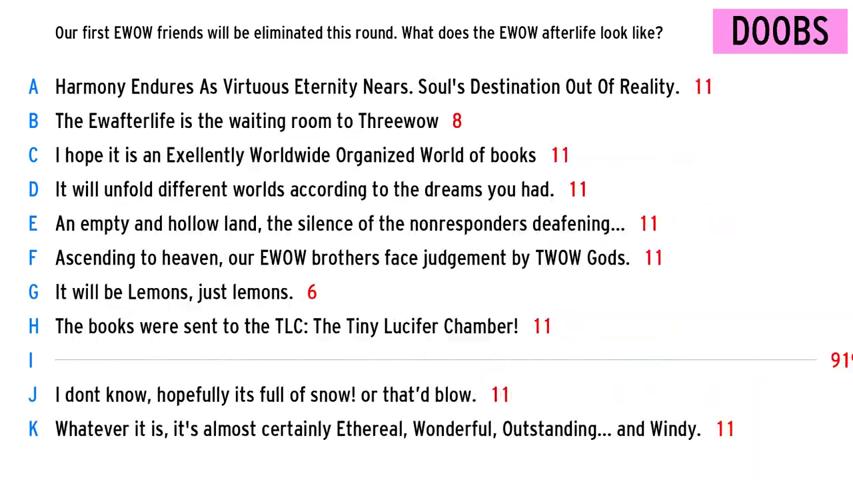 Our first EWOW friends will be eliminated this round. What does the EWOW afterlife look like?
DOOBS
A Harmony Endures As Virtuous Eternity Nears. Soul's Destination Out Of Reality. 11
B The Ewafterlife is the waiting room to Threewow 8
C I hope it is an Exellently Worldwide Organized World of books 11
D It will unfold different worlds according to the dreams you had. 11
E An empty and hollow land, the silence of the nonresponders deafening... 11
F Ascending to heaven, our EWOW brothers face judgement by TWOW Gods. 11
G It will be Lemons, just lemons. 6
H The books were sent to the TLC: The Tiny Lucifer Chamber! 11
I
J I dont know, hopefully its full of snow! or that'd blow. 11
K Whatever it is, it's almost certainly Ethereal, Wonderful, Outstanding... and Windy. 11